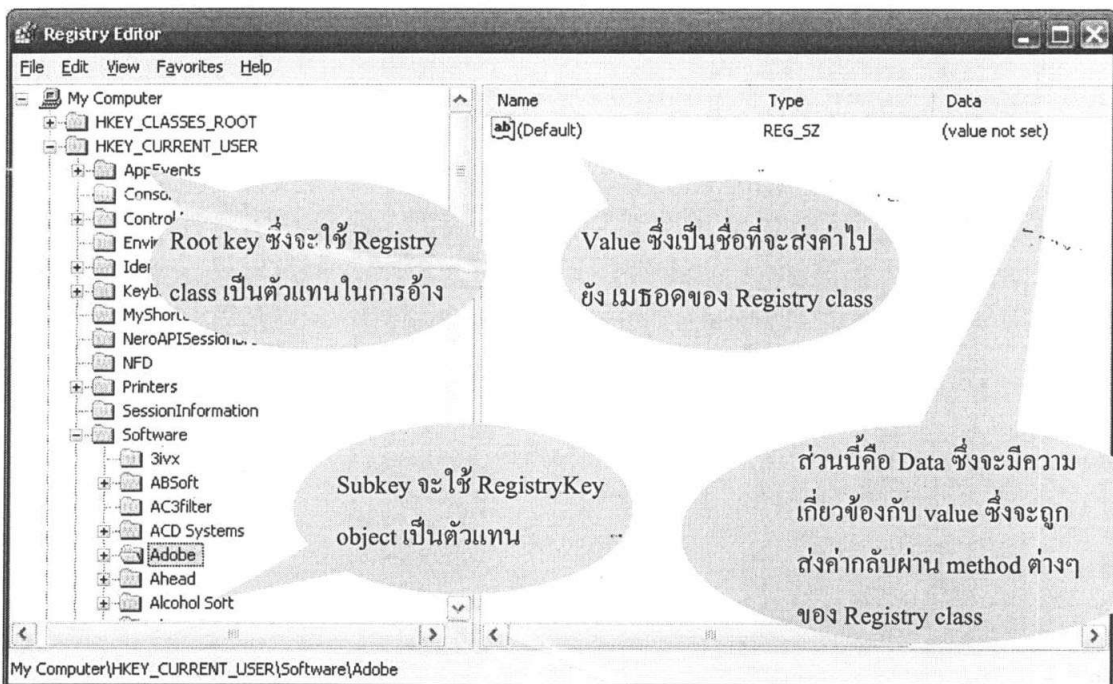 Registry Editor
File Edit View Favorites Help
My Computer
HKEY_CLASSES_ROOT
HKEY_CURRENT_USER
AppEvents
Control
Printers
MyShortc
NeroAPISession
NFD
SessionInformation
Software
3ivx
ABSoft
AC3filter
ACD Systems
Adobe
Ahead
Alcohol Soft
Name Type Data
ab (Default) REG_SZ (value not set)
Root key ซึ่งจะใช้ Registry
class เป็นตัวแทนในการอ้าง
Value ซึ่งเป็นชื่อที่จะส่งค่าไป
ยัง เมธอดของ Registry class
Subkey จะใช้ RegistryKey
object เป็นตัวแทน
ส่วนนี้คือ Data ซึ่งจะมีความ
เกี่ยวข้องกับ value ซึ่งจะถูก
ส่งค่ากลับผ่าน method ต่างๆ
ของ Registry class
My Computer\HKEY_CURRENT_USER\Software\Adobe